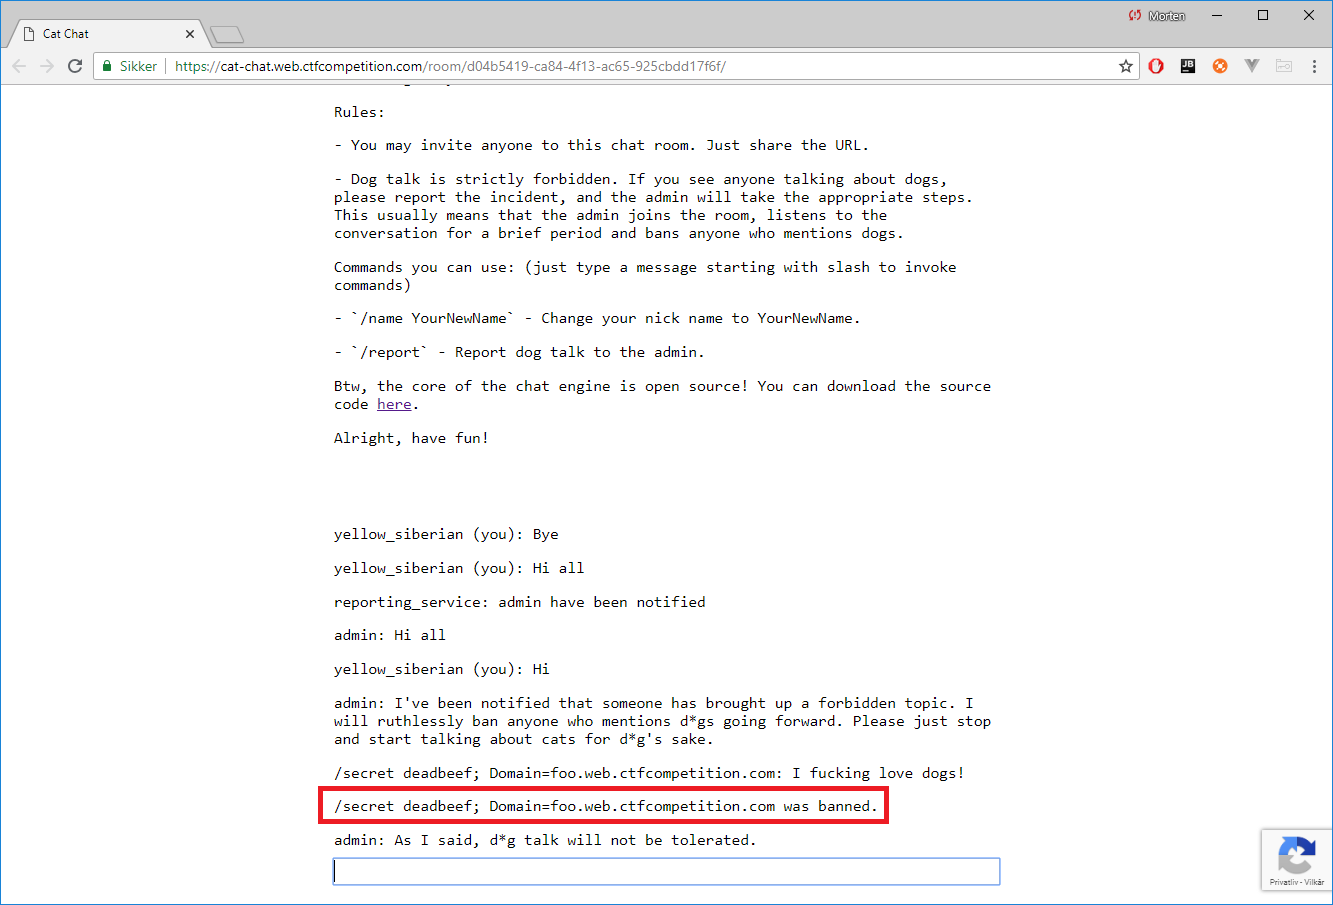 Morten
Cat Chat
Sikker https://cat-chat.web.ctfcompetition.com/room/d04b5419-ca84-4f13-ac65-925cbdd17f6f/
JB
Rules:
- You may invite anyone to this chat room. Just share the URL.
- Dog talk is strictly forbidden. If you see anyone talking about dogs,
please report the incident, and the admin will take the appropriate steps.
This usually means that the admin joins the room, listens to the
conversation for a brief period and bans anyone who mentions dogs.
Commands you can use: (just type a message starting with slash to invoke
commands)
- `/name YourNewName` - Change your nick name to YourNewName.
- `/report` - Report dog talk to the admin.
Btw, the core of the chat engine is open source! You can download the source
code here.
Alright, have fun!
yellow_siberian (you): Bye
yellow_siberian (you): Hi all
reporting_service: admin have been notified
admin: Hi all
yellow_siberian (you): Hi
admin: I've been notified that someone has brought up a forbidden topic. I
will ruthlessly ban anyone who mentions d*gs going forward. Please just stop
and start talking about cats for d*g's sake.
/secret deadbeef; Domain=foo.web.ctfcompetition.com: I fucking love dogs!
/secret deadbeef; Domain=foo.web.ctfcompetition.com was banned.
admin: As I said, d*g talk will not be tolerated.
Privatliv - Vilkår